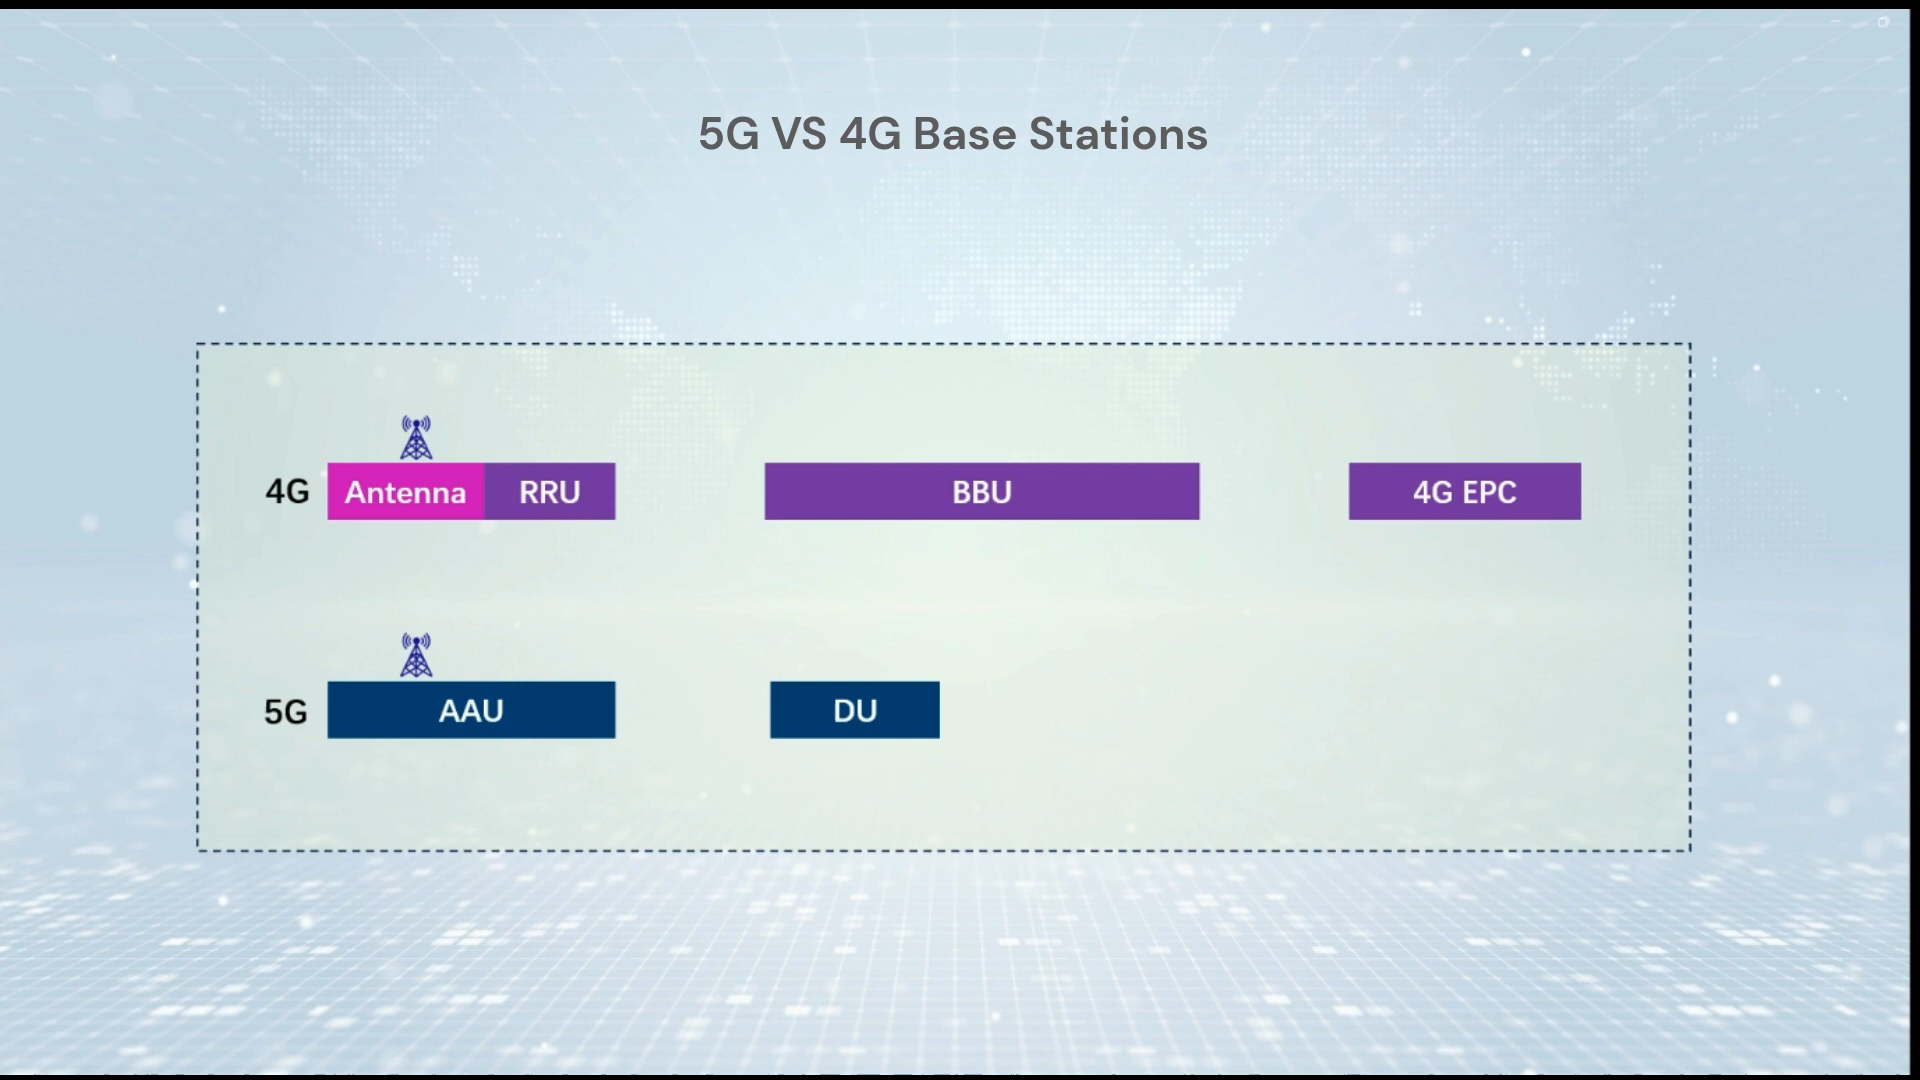 5G VS 4G Base Stations
4G Antenna RRU BBU 4G EPC
5G AAU DU